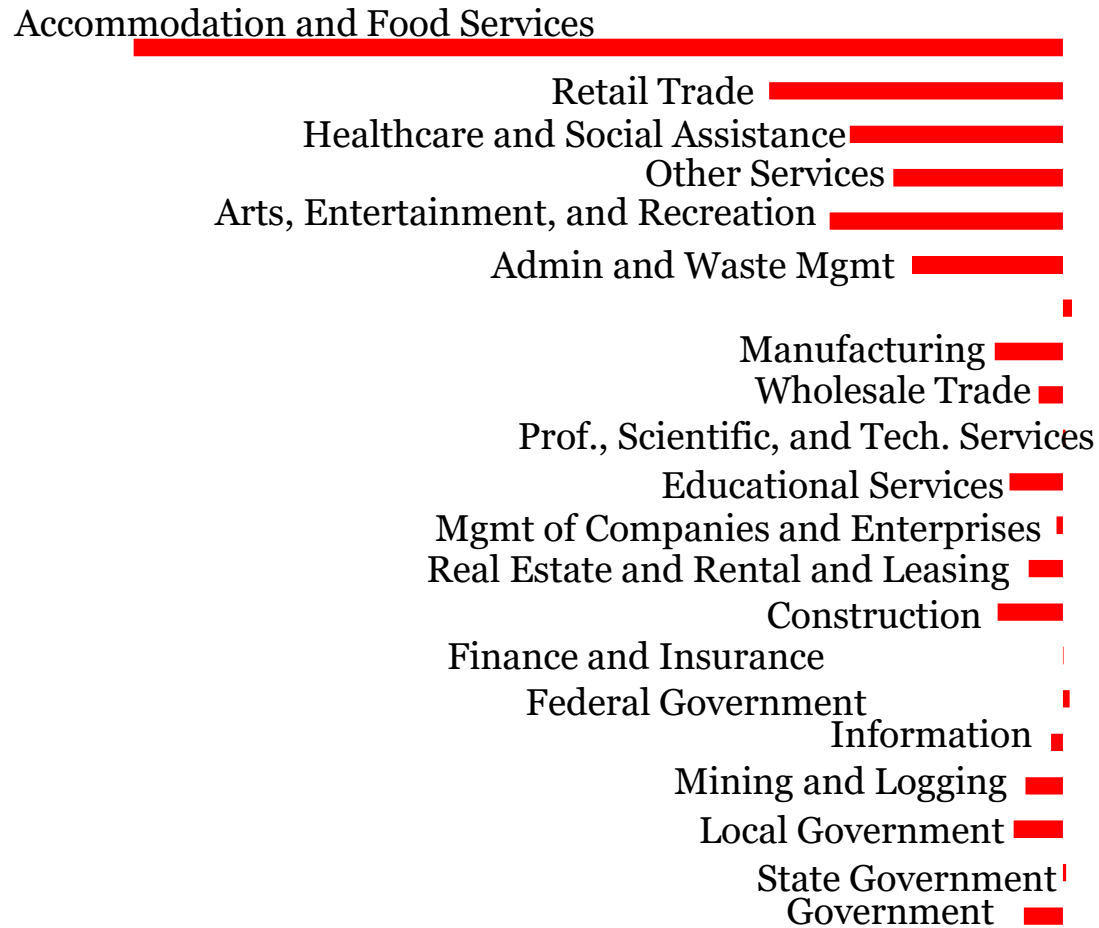 Accommodation and Food Services
Retail Trade
Healthcare and Social Assistance
Other Services
Arts, Entertainment, and Recreation
Admin and Waste Mgmt
Manufacturing
Wholesale Trade
Prof., Scientific, and Tech. Services
Educational Services
Mgmt of Companies and Enterprises
Real Estate and Rental and Leasing
Construction
Finance and Insurance
Federal Government
Information
Mining and Logging
Local Government
State Government
Government